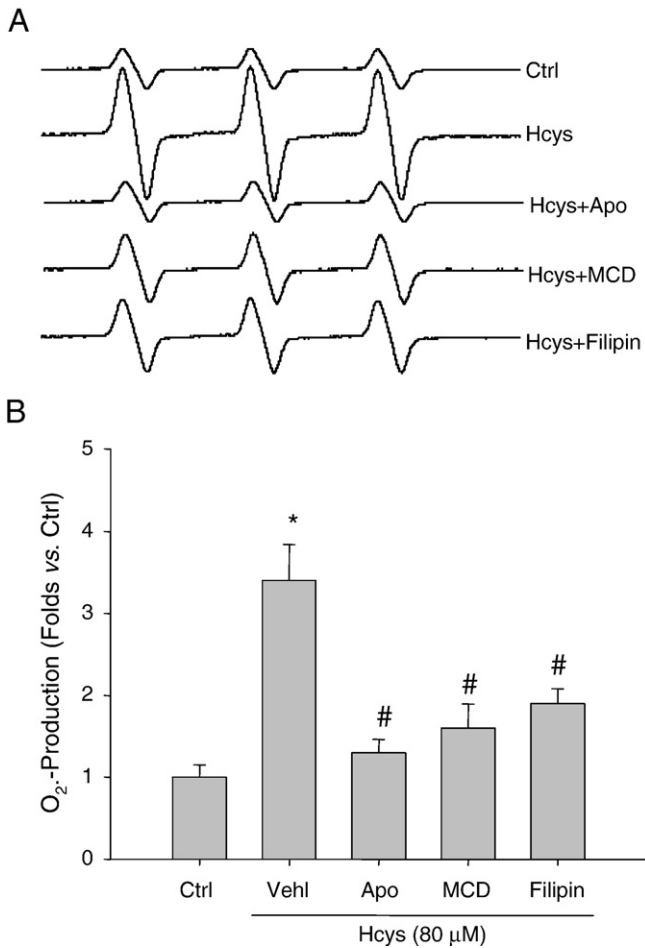 A
Ctrl
Hcys
Hcys+Apo
Hcys+MCD
Hcys+Filipin
B
O₂.-Production (Folds vs. Ctrl)
5
4
3
2
1
0
*
#
#
#
Ctrl Vehl Apo MCD Filipin
Hcys (80 μM)